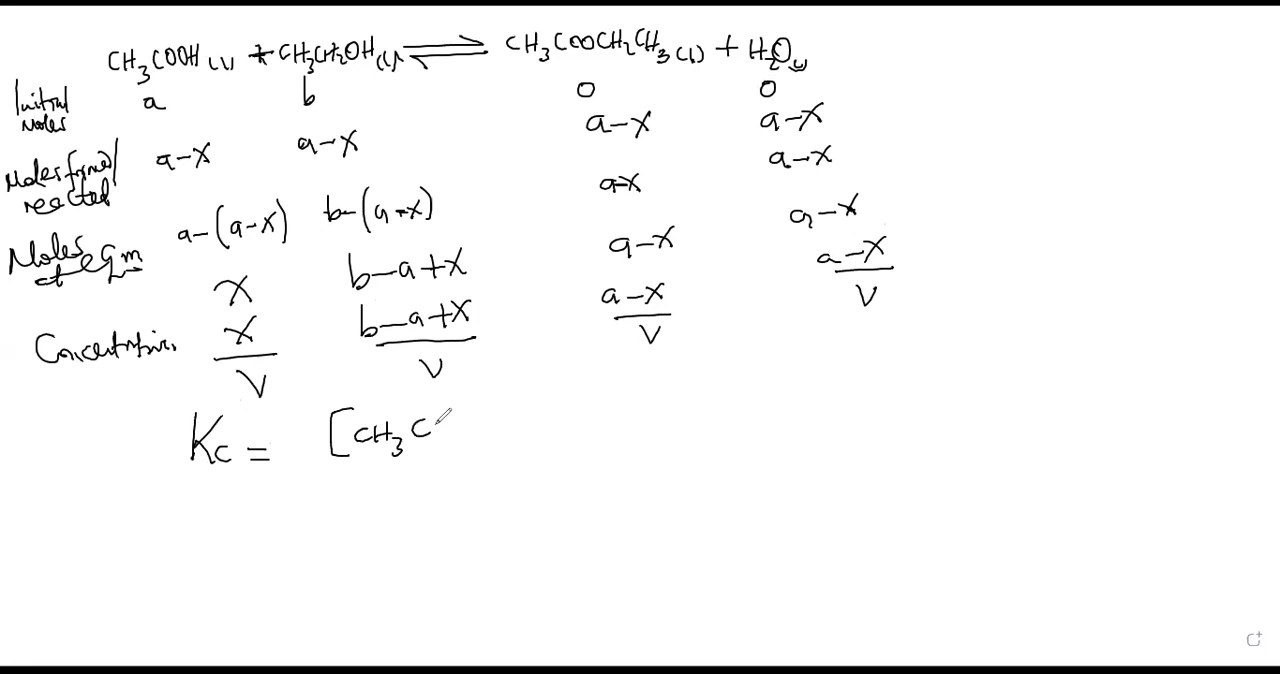 CH3COOH(l) + CH3CH2OH(l) ⇌ CH3COOCH2CH3(l) + H2O(l)
Initial Moles a b 0 0
a-x a-x
Moles formed/ reacted a-x a-x a-x
a-x
Moles at eqm a-(a-x) b-(a-x) a-x
x b-a+x a-x a-x/V
Concentration x/V b-a+x/V a-x/V
Kc = [CH3C